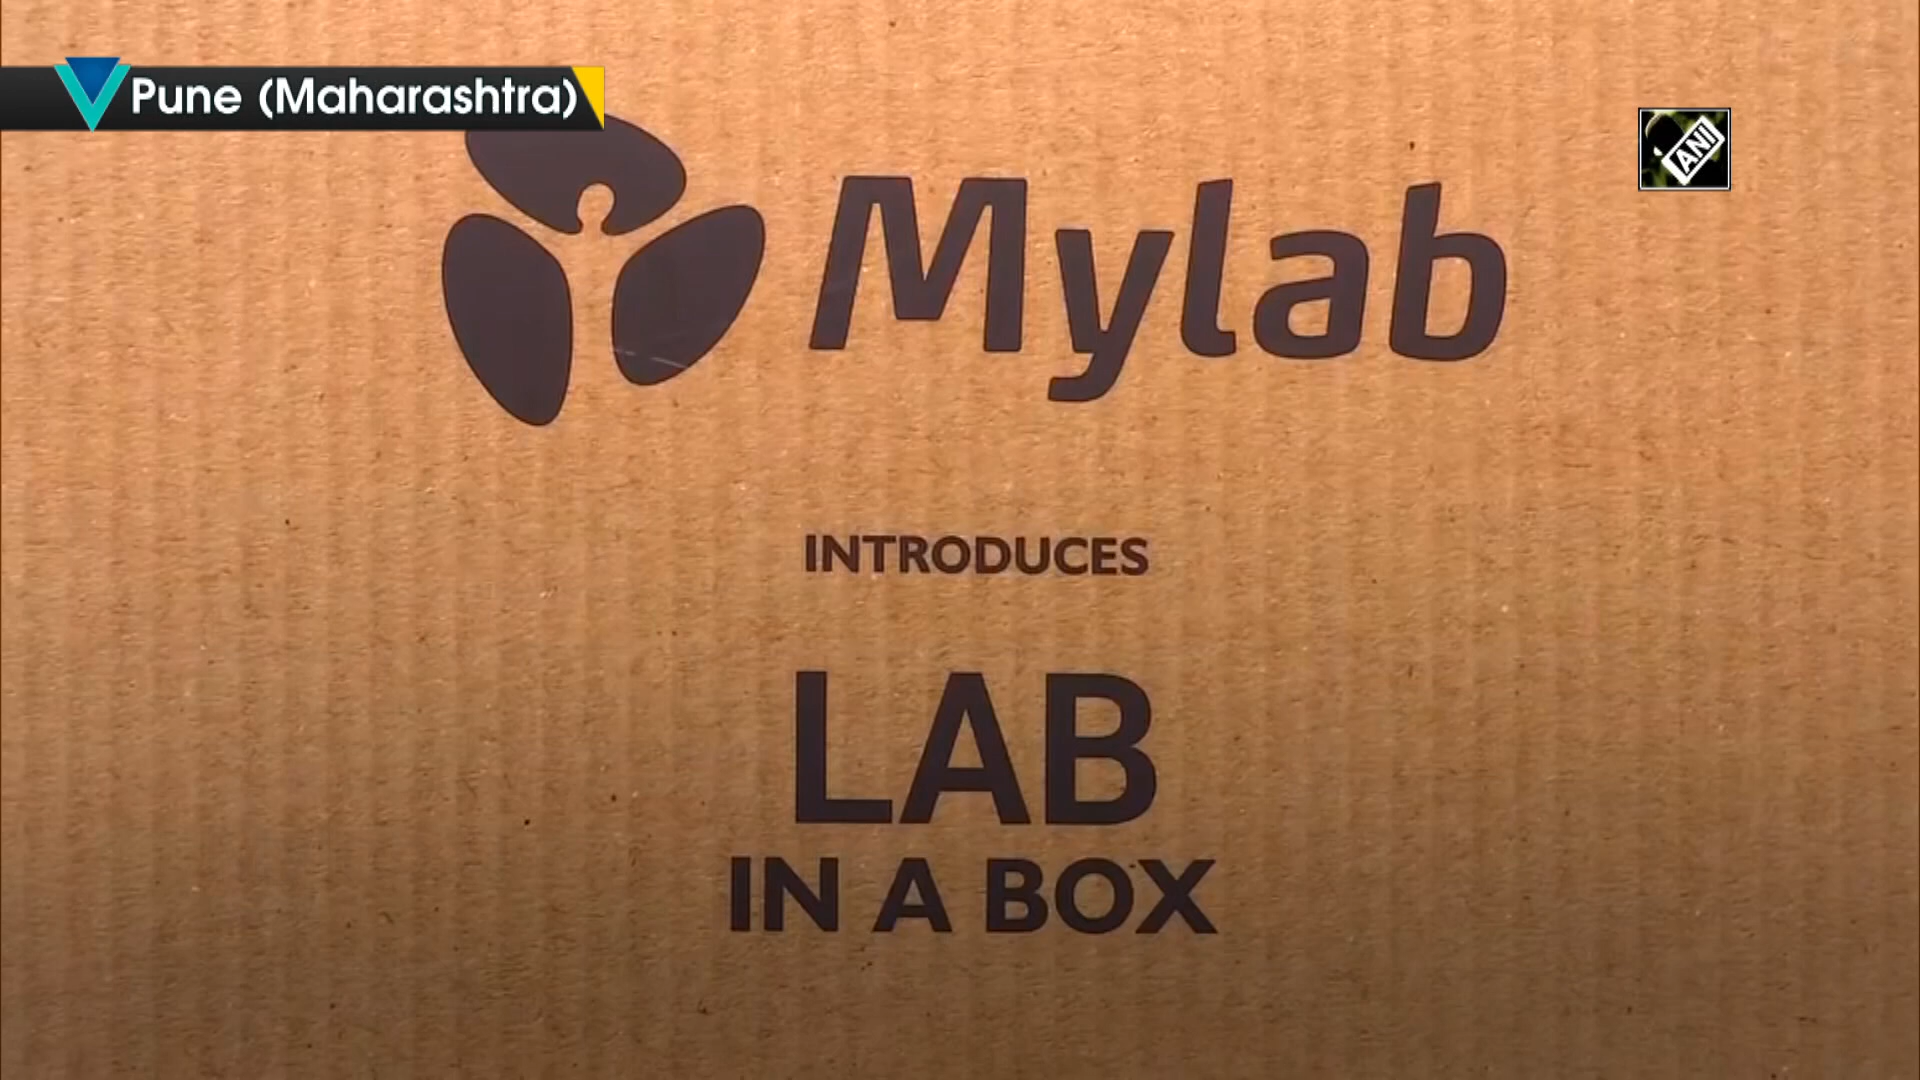 Pune (Maharashtra)
ANI
Mylab
INTRODUCES
LAB
IN A BOX